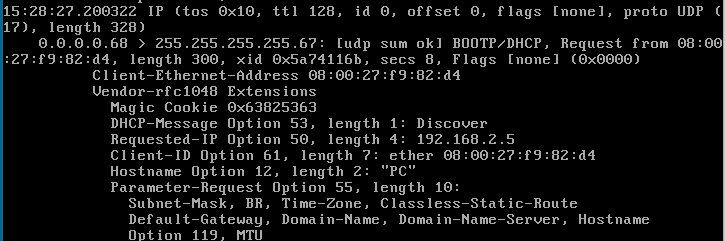 15:28:27.200322 IP (tos 0x10, ttl 128, id 0, offset 0, flags [none], proto UDP (
17), length 328)
0.0.0.0.68 > 255.255.255.255.67: [udp sum ok] BOOTP/DHCP, Request from 08:00
:27:f9:82:d4, length 300, xid 0x5a74116b, secs 8, Flags [none] (0x0000)
Client-Ethernet-Address 08:00:27:f9:82:d4
Vendor-rfc1048 Extensions
Magic Cookie 0x63825363
DHCP-Message Option 53, length 1: Discover
Requested-IP Option 50, length 4: 192.168.2.5
Client-ID Option 61, length 7: ether 08:00:27:f9:82:d4
Hostname Option 12, length 2: "PC"
Parameter-Request Option 55, length 10:
Subnet-Mask, BR, Time-Zone, Classless-Static-Route
Default-Gateway, Domain-Name, Domain-Name-Server, Hostname
Option 119, MTU